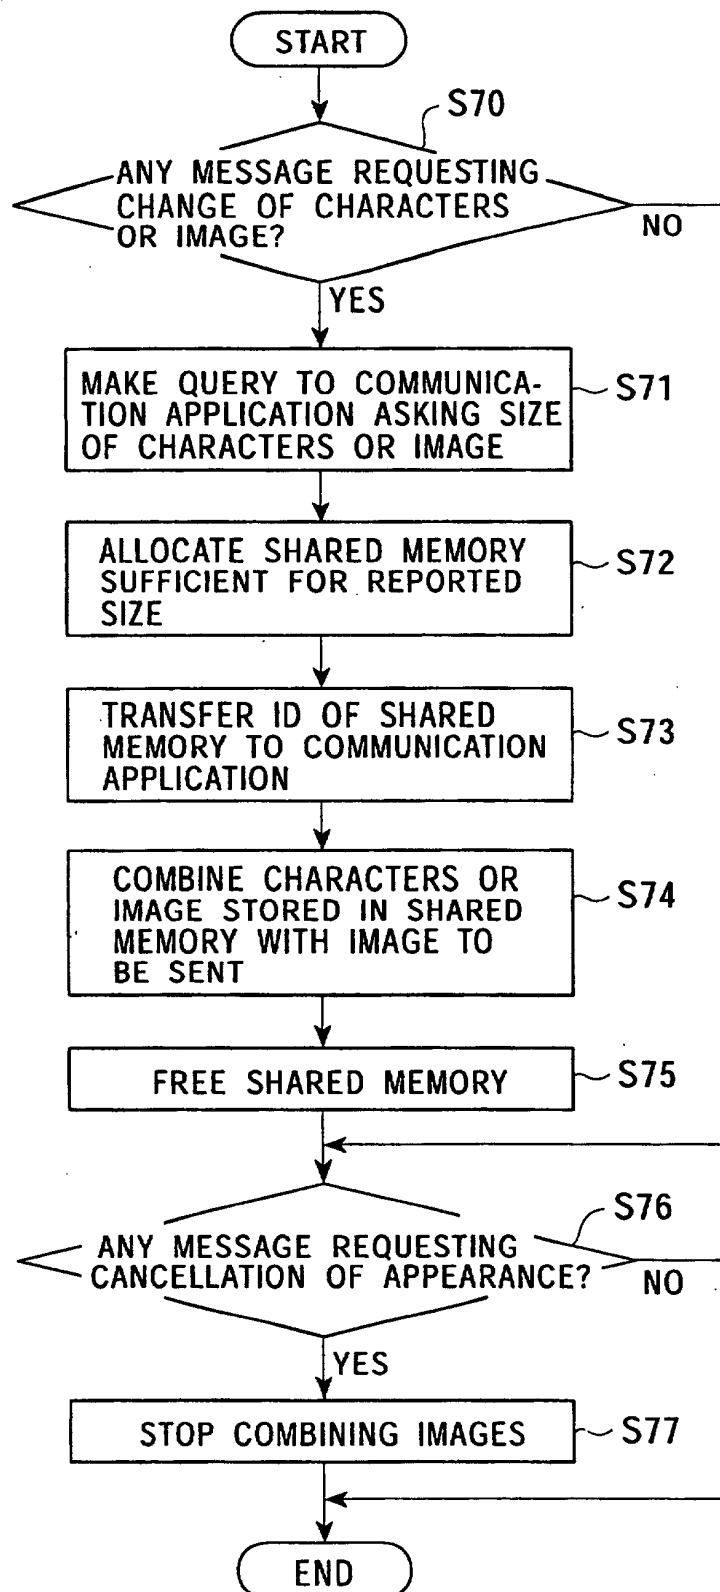 START
S70
ANY MESSAGE REQUESTING
CHANGE OF CHARACTERS
OR IMAGE?
NO
YES
MAKE QUERY TO COMMUNICA-
TION APPLICATION ASKING SIZE
OF CHARACTERS OR IMAGE
S71
ALLOCATE SHARED MEMORY
SUFFICIENT FOR REPORTED
SIZE
S72
TRANSFER ID OF SHARED
MEMORY TO COMMUNICATION
APPLICATION
S73
COMBINE CHARACTERS OR
IMAGE STORED IN SHARED
MEMORY WITH IMAGE TO
BE SENT
S74
FREE SHARED MEMORY
S75
S76
ANY MESSAGE REQUESTING
CANCELLATION OF APPEARANCE?
NO
YES
STOP COMBINING IMAGES
S77
END